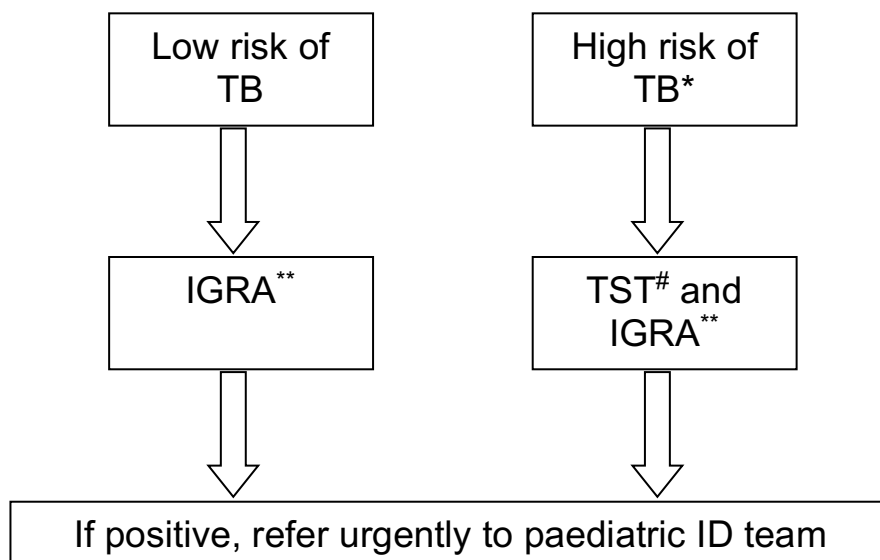 Low risk of
TB
High risk of
TB*
IGRA**
TST# and
IGRA**
If positive, refer urgently to paediatric ID team